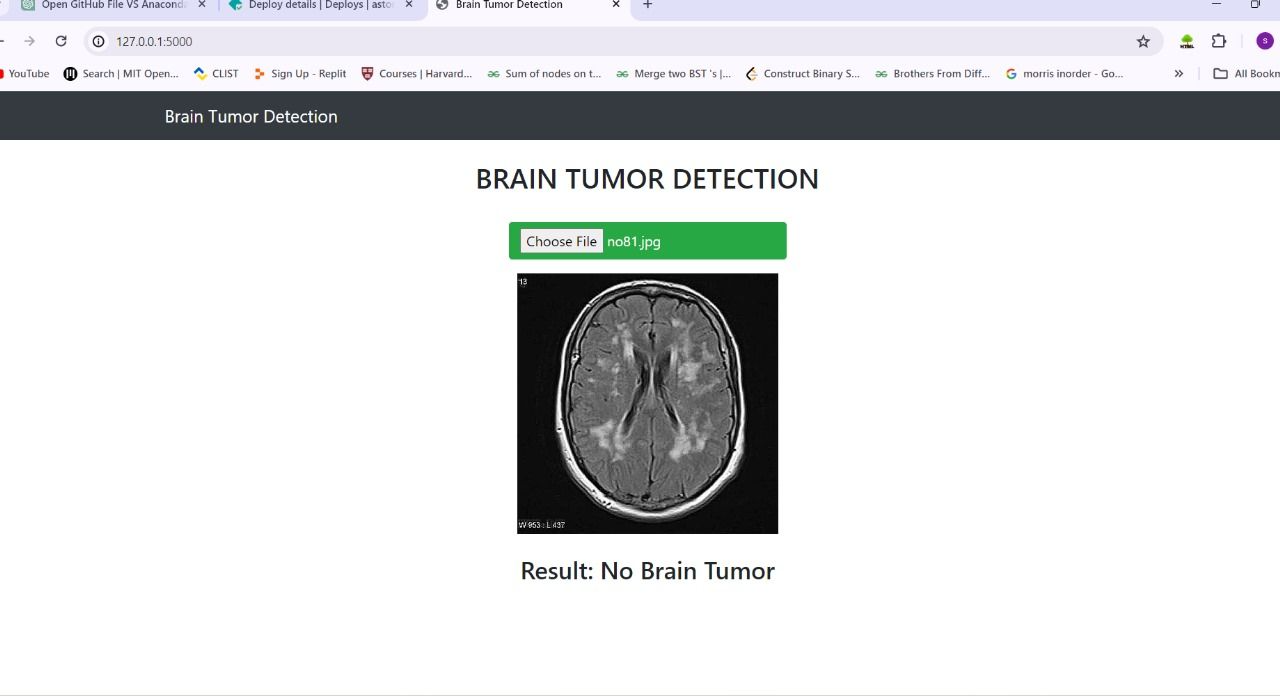 Open GitHub File VS Anaconda
Deploy details | Deploys | asto
Brain Tumor Detection
127.0.0.1:5000
YouTube
Search | MIT Open...
CLIST
Sign Up - Replit
Courses | Harvard...
Sum of nodes on t...
Merge two BST 's |...
Construct Binary S...
Brothers From Diff...
morris inorder - Go...
All Bookm
Brain Tumor Detection
BRAIN TUMOR DETECTION
Choose File no81.jpg
13
W 953 : L 437
Result: No Brain Tumor